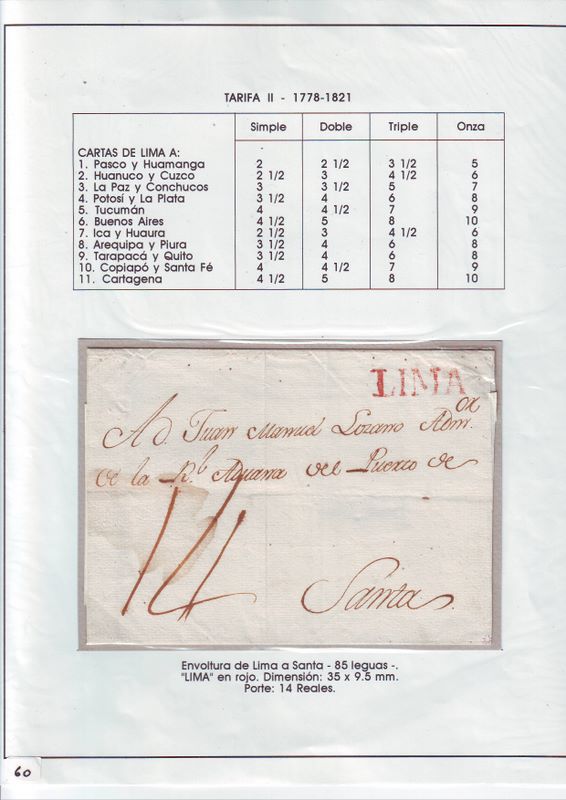 TARIFA II - 1778-1821
Simple Doble Triple Onza
CARTAS DE LIMA A:
1. Pasco y Huamanga 2 2 1/2 3 1/2 5
2. Huanuco y Cuzco 2 1/2 3 4 1/2 6
3. La Paz y Conchucos 3 3 1/2 5 7
4. Potosí y La Plata 3 1/2 4 6 8
5. Tucumán 4 4 1/2 7 9
6. Buenos Aires 4 1/2 5 8 10
7. Ica y Huaura 2 1/2 3 4 1/2 6
8. Arequipa y Piura 3 1/2 4 6 8
9. Tarapacá y Quito 3 1/2 4 6 8
10. Copiapó y Santa Fé 4 4 1/2 7 9
11. Cartagena 4 1/2 5 8 10
LIMA
A D. Juan Manuel Lozano Adm.or
de la R.l Aduana del Puerto de
14
Santa.
Envoltura de Lima a Santa - 85 leguas -.
"LIMA" en rojo. Dimensión: 35 x 9.5 mm.
Porte: 14 Reales.
60